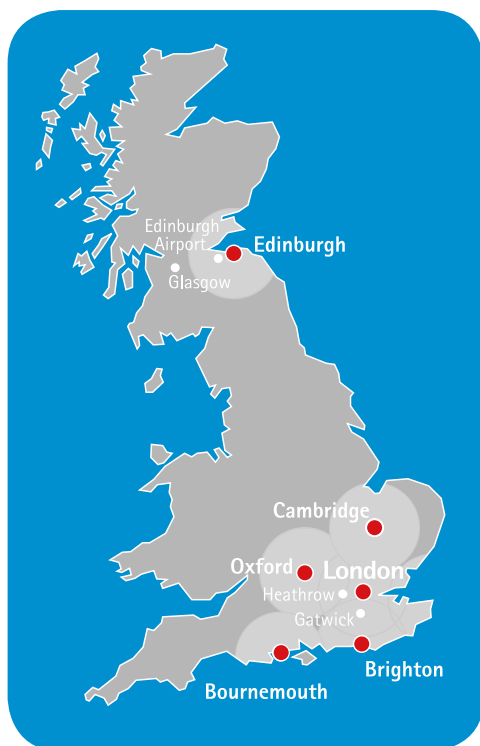 Edinburgh
Airport
Edinburgh
Glasgow
Cambridge
Oxford
London
Heathrow
Gatwick
Brighton
Bournemouth